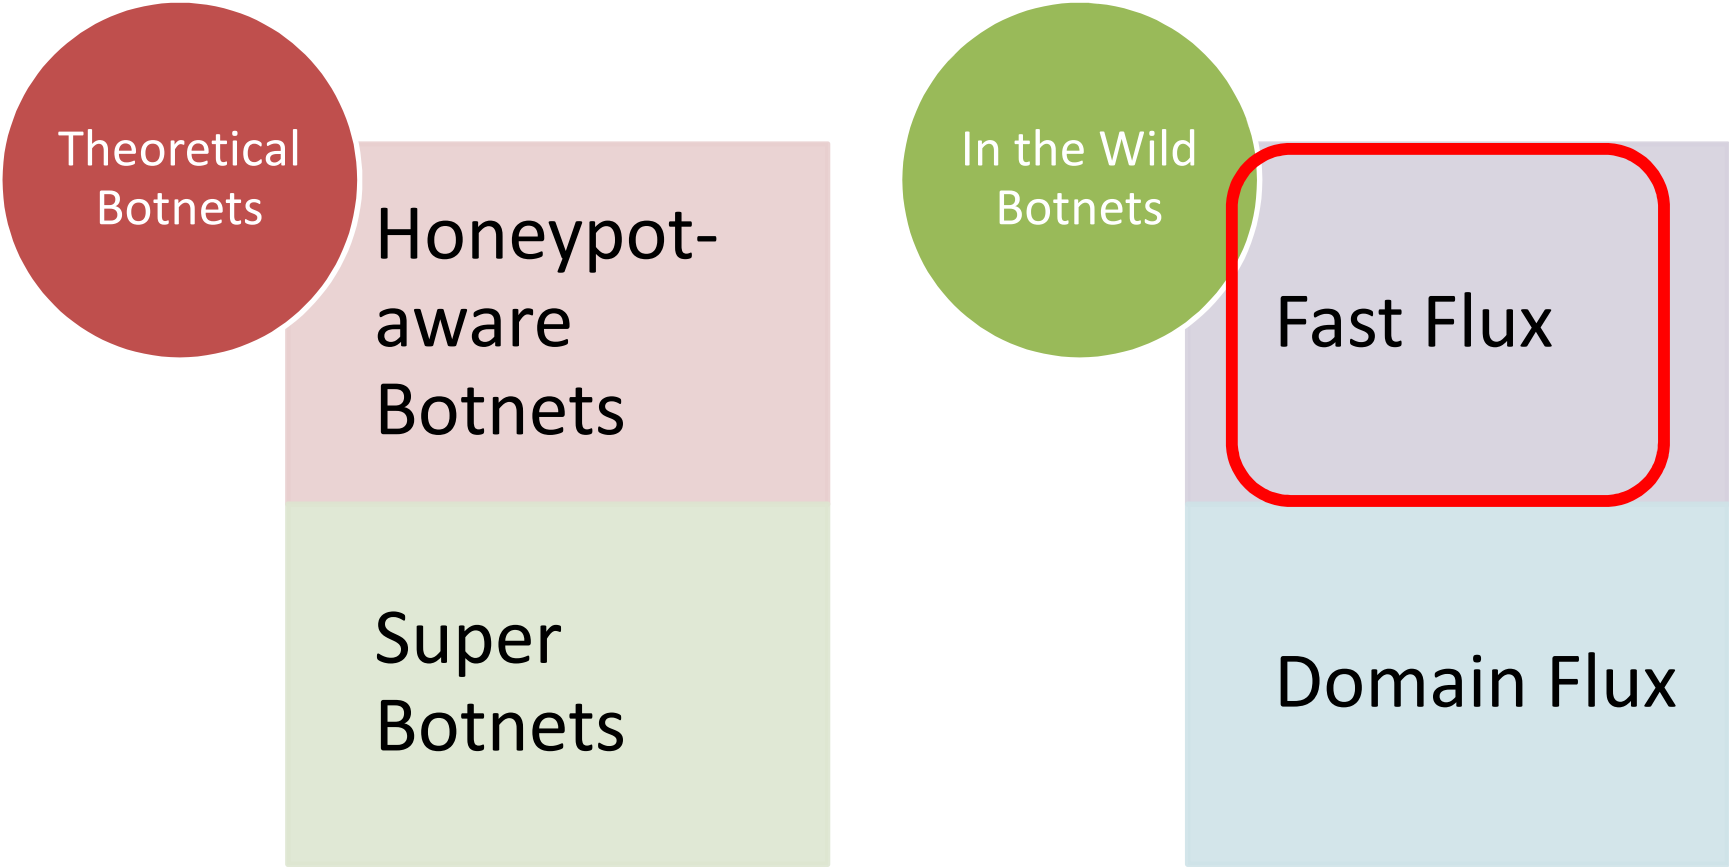 Theoretical
Botnets
Honeypot-
aware
Botnets
Super
Botnets
In the Wild
Botnets
Fast Flux
Domain Flux